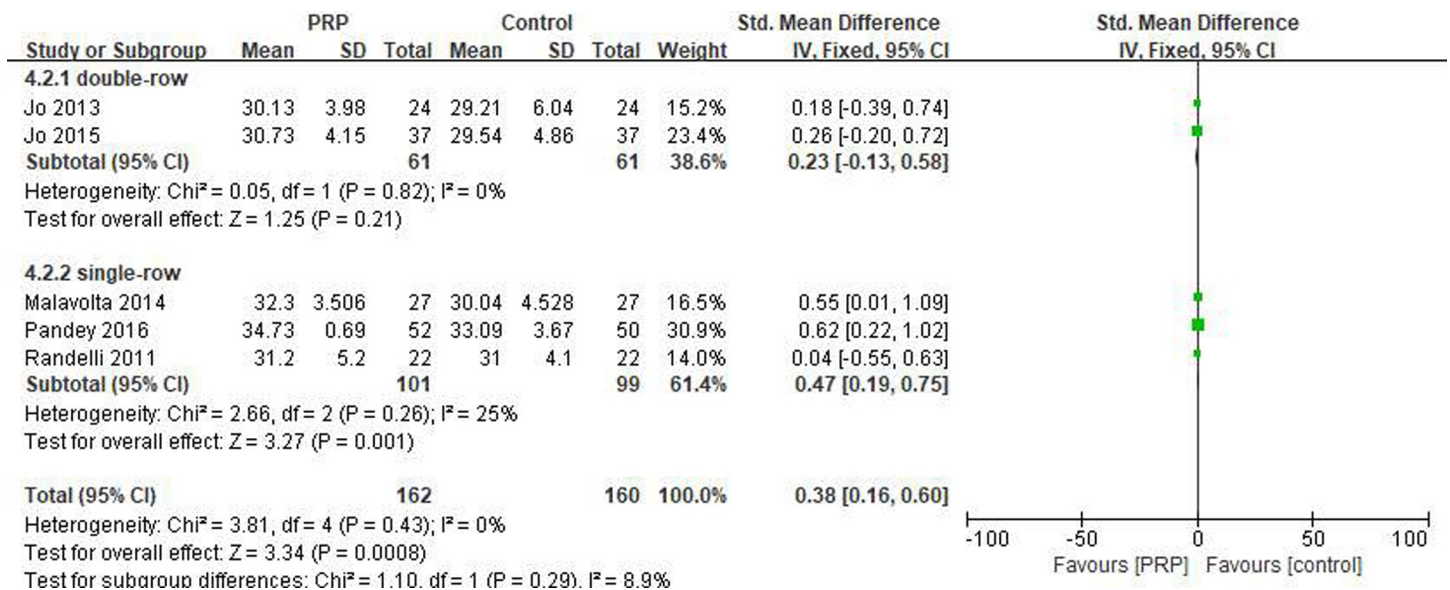 PRP Control Std. Mean Difference Std. Mean Difference
Study or Subgroup Mean SD Total Mean SD Total Weight IV, Fixed, 95% CI IV, Fixed, 95% CI
4.2.1 double-row
Jo 2013 30.13 3.98 24 29.21 6.04 24 15.2% 0.18 [-0.39, 0.74]
Jo 2015 30.73 4.15 37 29.54 4.86 37 23.4% 0.26 [-0.20, 0.72]
Subtotal (95% CI) 61 61 38.6% 0.23 [-0.13, 0.58]
Heterogeneity: Chi² = 0.05, df = 1 (P = 0.82); I² = 0%
Test for overall effect: Z = 1.25 (P = 0.21)
4.2.2 single-row
Malavolta 2014 32.3 3.506 27 30.04 4.528 27 16.5% 0.55 [0.01, 1.09]
Pandey 2016 34.73 0.69 52 33.09 3.67 50 30.9% 0.62 [0.22, 1.02]
Randelli 2011 31.2 5.2 22 31 4.1 22 14.0% 0.04 [-0.55, 0.63]
Subtotal (95% CI) 101 99 61.4% 0.47 [0.19, 0.75]
Heterogeneity: Chi² = 2.66, df = 2 (P = 0.26); I² = 25%
Test for overall effect: Z = 3.27 (P = 0.001)
Total (95% CI) 162 160 100.0% 0.38 [0.16, 0.60]
Heterogeneity: Chi² = 3.81, df = 4 (P = 0.43); I² = 0%
Test for overall effect: Z = 3.34 (P = 0.0008)
Test for subgroup differences: Chi² = 1.10, df = 1 (P = 0.29), I² = 8.9%
-100 -50 0 50 100
Favours [PRP] Favours [control]